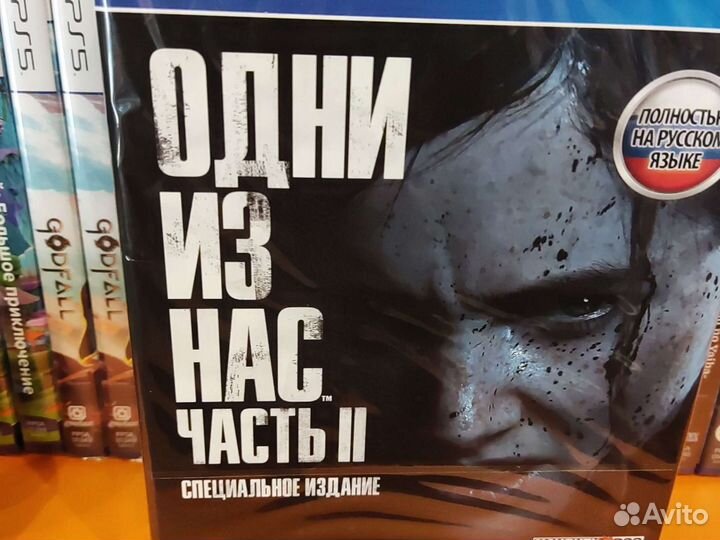 PS5
PS5
ОДНИ
ИЗ
НАС
ЧАСТЬ II
СПЕЦИАЛЬНОЕ ИЗДАНИЕ
ПОЛНОСТЬЮ
НА РУССКОМ
ЯЗЫКЕ
Большое приключение
GODFALL
GODFALL
Avito